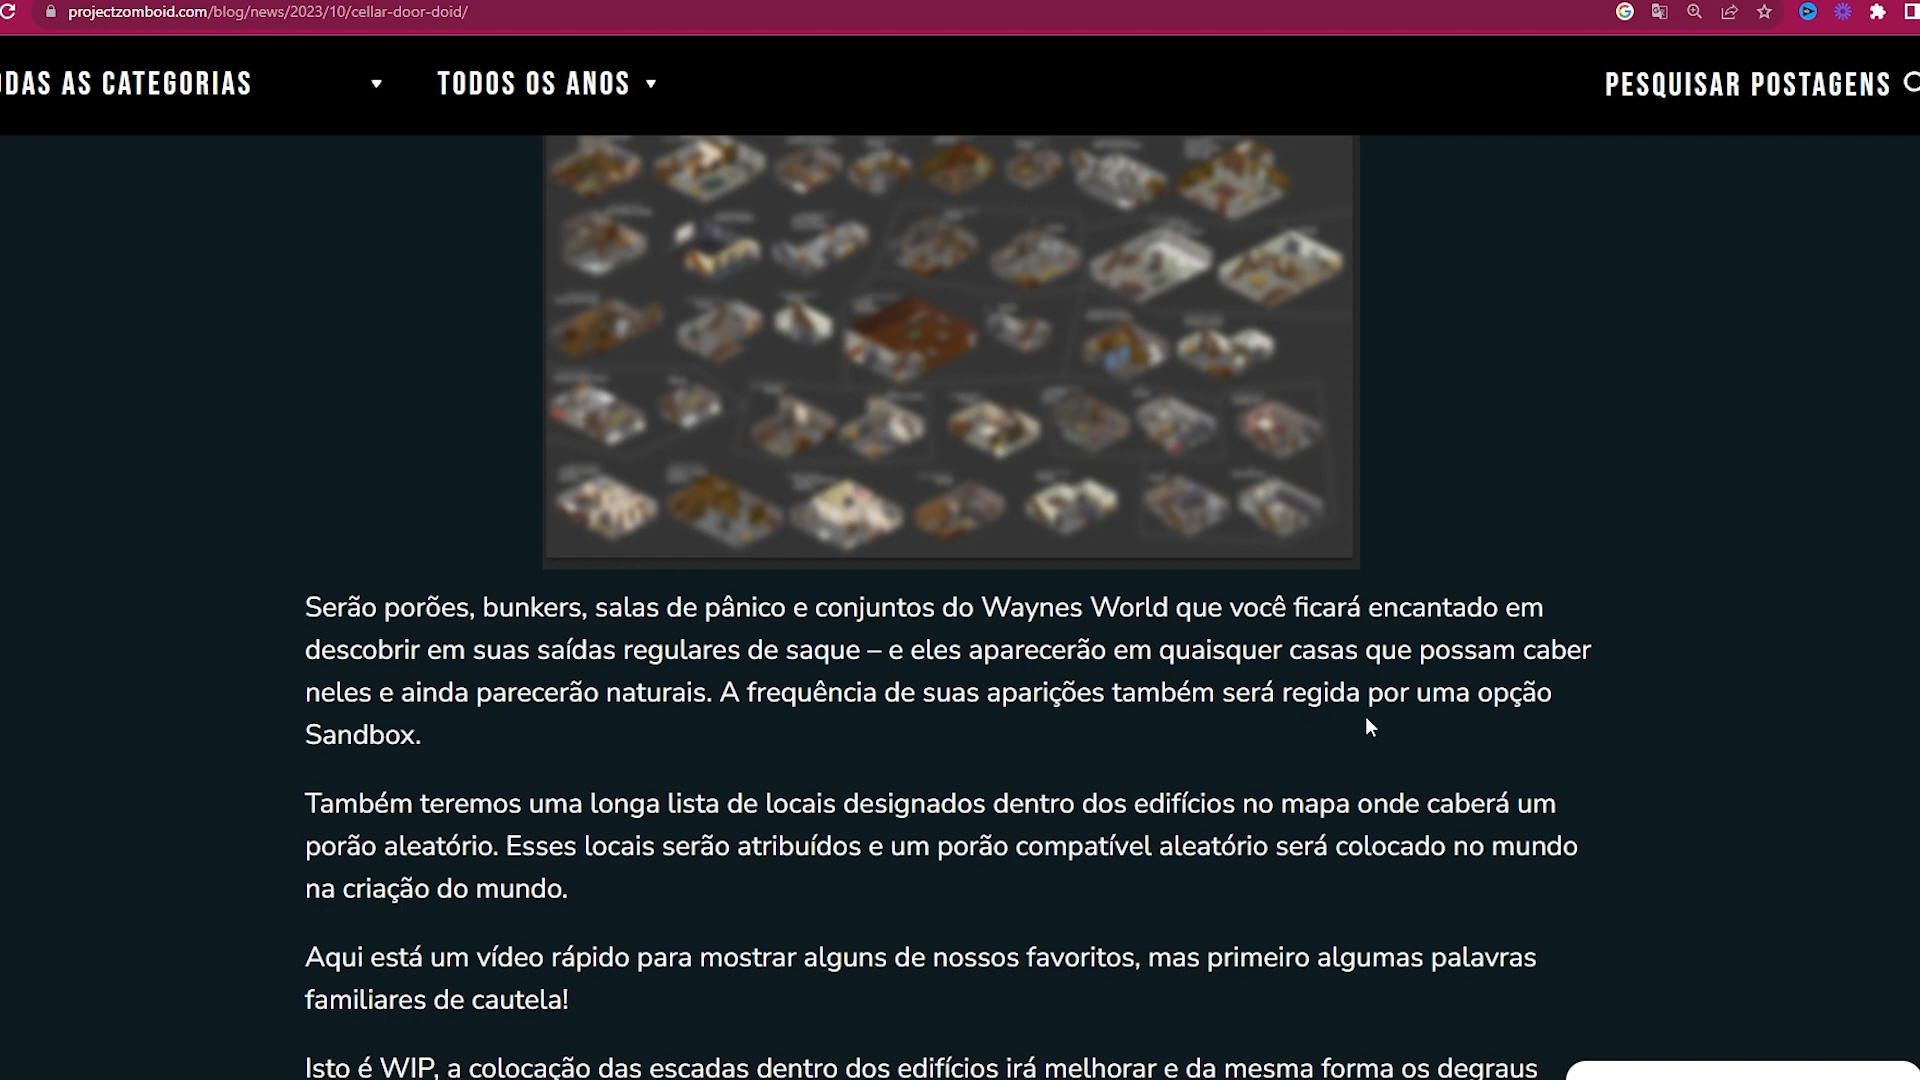 projectzomboid.com/blog/news/2023/10/cellar-door-doid/
ODAS AS CATEGORIAS
TODOS OS ANOS
PESQUISAR POSTAGENS
Serão porões, bunkers, salas de pânico e conjuntos do Waynes World que você ficará encantado em
descobrir em suas saídas regulares de saque – e eles aparecerão em quaisquer casas que possam caber
neles e ainda parecerão naturais. A frequência de suas aparições também será regida por uma opção
Sandbox.
Também teremos uma longa lista de locais designados dentro dos edifícios no mapa onde caberá um
porão aleatório. Esses locais serão atribuídos e um porão compatível aleatório será colocado no mundo
na criação do mundo.
Aqui está um vídeo rápido para mostrar alguns de nossos favoritos, mas primeiro algumas palavras
familiares de cautela!
Isto é WIP, a colocação das escadas dentro dos edifícios irá melhorar e da mesma forma os degraus